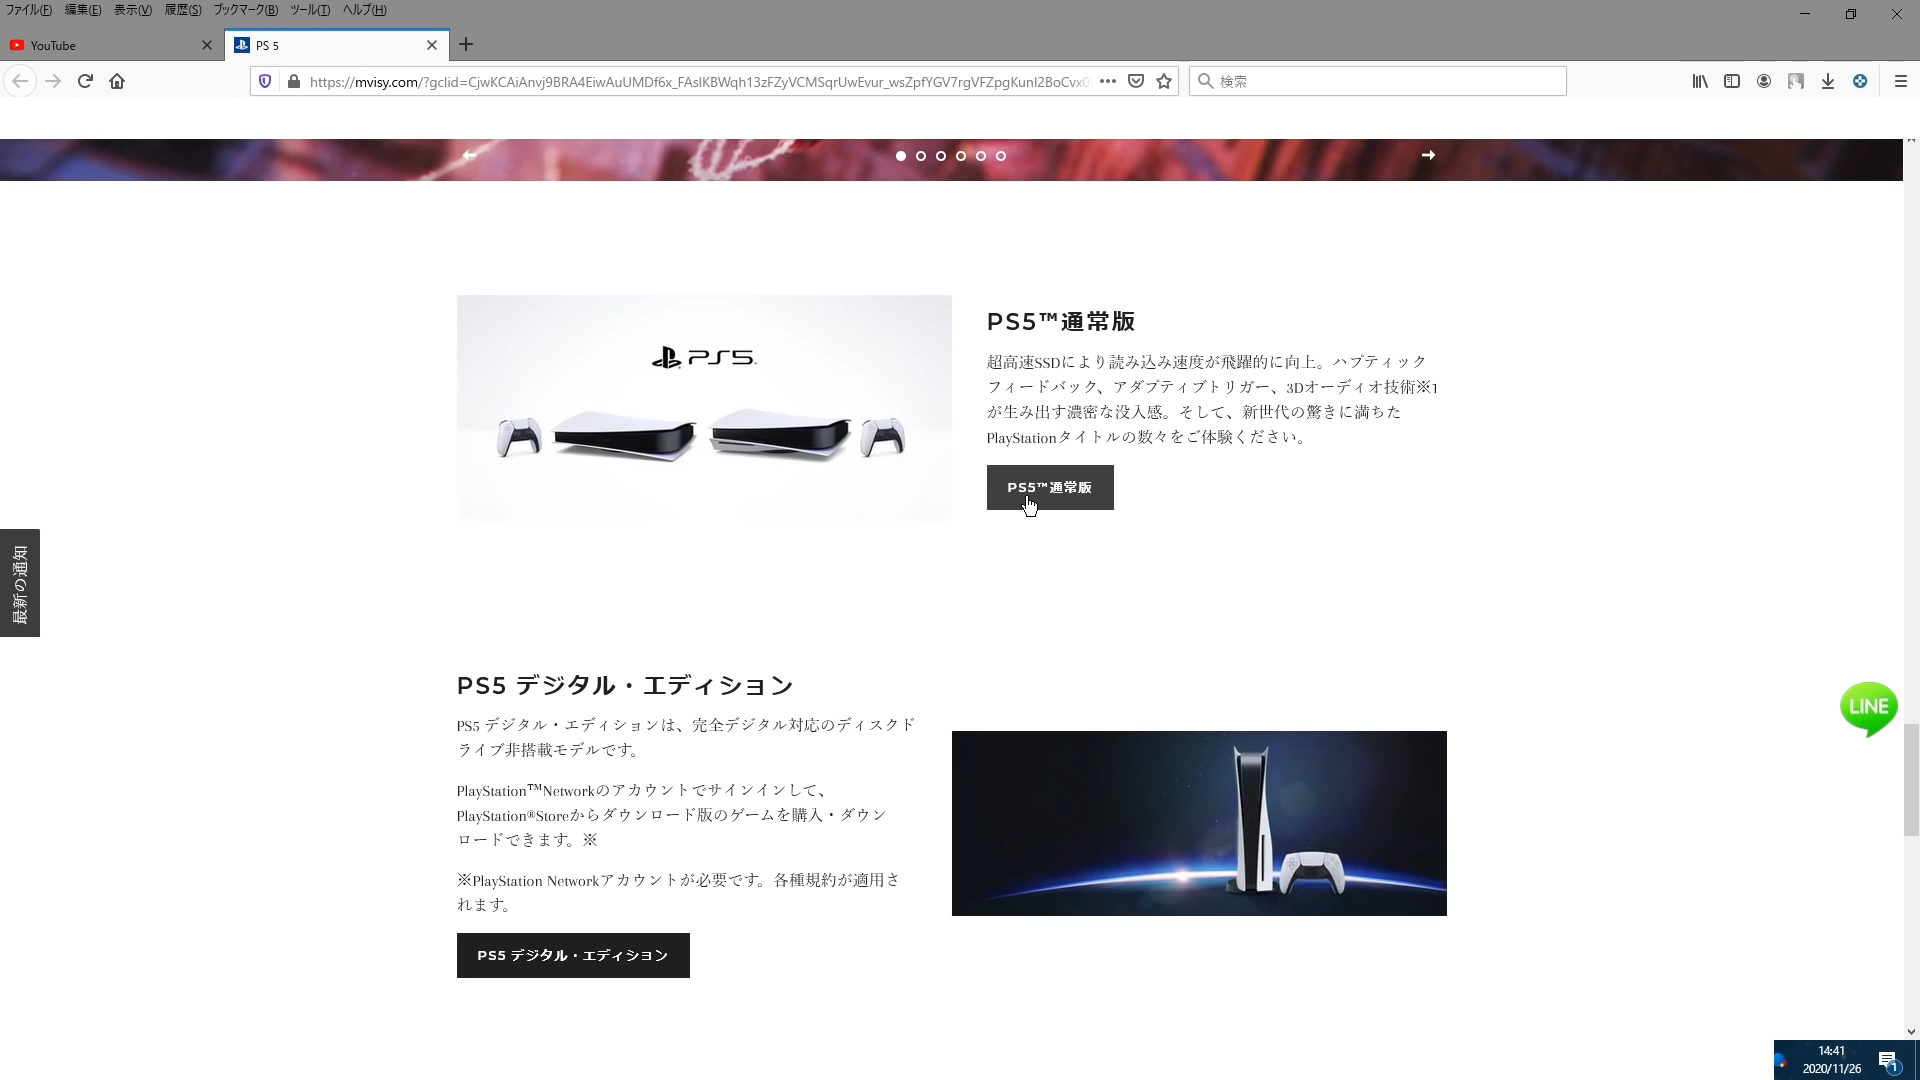 ファイル(F) 編集(E) 表示(V) 履歴(S) ブックマーク(B) ツール(T) ヘルプ(H)
YouTube
PS 5
https://mvisy.com/?gclid=CjwKCAiAnvj9BRA4EiwAuUMDf6x_FAsIKBWqh13zFZyVCMSqrUwEvur_wsZpfYGV7rgVFZpgKunI2BoCvx0
検索
PS5
PS5™通常版
超高速SSDにより読み込み速度が飛躍的に向上。ハプティック
フィードバック、アダプティブトリガー、3Dオーディオ技術※1
が生み出す濃密な没入感。そして、新世代の驚きに満ちた
PlayStationタイトルの数々をご体験ください。
PS5™通常版
最新の通知
PS5 デジタル・エディション
PS5 デジタル・エディションは、完全デジタル対応のディスクド
ライブ非搭載モデルです。
PlayStation™Networkのアカウントでサインインして、
PlayStation®Storeからダウンロード版のゲームを購入・ダウン
ロードできます。※
※PlayStation Networkアカウントが必要です。各種規約が適用さ
れます。
PS5 デジタル・エディション
LINE
14:41
2020/11/26
1